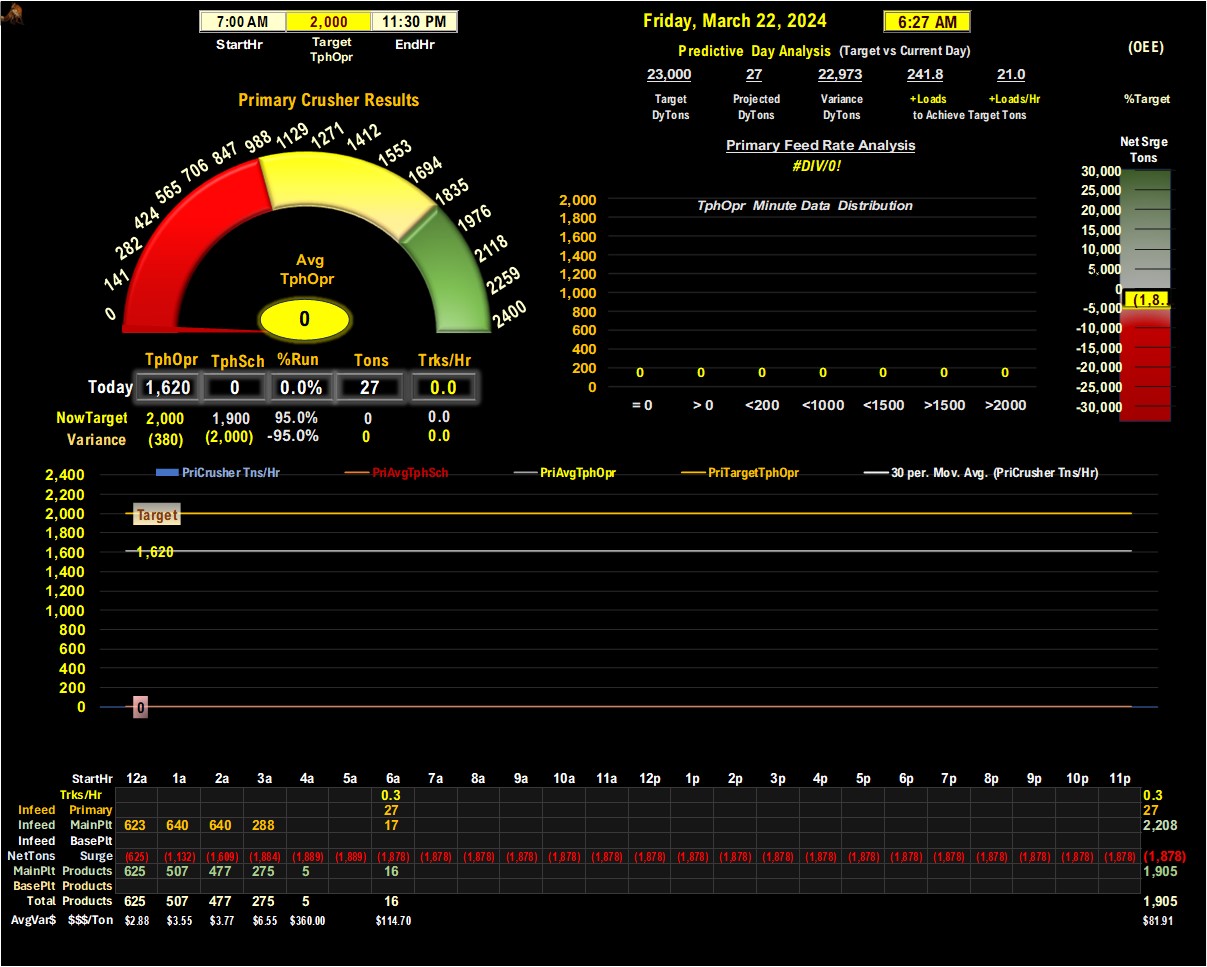 7:00 AM 2,000 11:30 PM
StartHr Target TphOpr EndHr
Friday, March 22, 2024 6:27 AM
Predictive Day Analysis (Target vs Current Day)
(OEE)
23,000 27 22,973 241.8 21.0
Target Projected Variance +Loads +Loads/Hr
DyTons DyTons DyTons to Achieve Target Tons
%Target
Primary Crusher Results
0 141 282 424 565 706 847 988 1129 1271 1412 1553 1694 1835 1976 2118 2259 2400
Avg
TphOpr
0
Primary Feed Rate Analysis
#DIV/0!
TphOpr Minute Data Distribution
2,000
1,800
1,600
1,400
1,200
1,000
800
600
400
200
0
0 0 0 0 0 0 0
= 0 > 0 <200 <1000 <1500 >1500 >2000
Net Srge
Tons
30,000
25,000
20,000
15,000
10,000
5,000
0
(1,8..
-5,000
-10,000
-15,000
-20,000
-25,000
-30,000
TphOpr TphSch %Run Tons Trks/Hr
Today 1,620 0 0.0% 27 0.0
NowTarget 2,000 1,900 95.0% 0 0.0
Variance (380) (2,000) -95.0% 0 0.0
PriCrusher Tns/Hr PriAvgTphSch PriAvgTphOpr PriTargetTphOpr 30 per. Mov. Avg. (PriCrusher Tns/Hr)
2,400
2,200
2,000 Target
1,800
1,600 1,620
1,400
1,200
1,000
800
600
400
200
0 0
StartHr 12a 1a 2a 3a 4a 5a 6a 7a 8a 9a 10a 11a 12p 1p 2p 3p 4p 5p 6p 7p 8p 9p 10p 11p
Trks/Hr 0.3 0.3
Infeed Primary 27 27
Infeed MainPlt 623 640 640 288 17 2,208
Infeed BasePlt
NetTons Surge (625) (1,132) (1,609) (1,884) (1,889) (1,889) (1,878) (1,878) (1,878) (1,878) (1,878) (1,878) (1,878) (1,878) (1,878) (1,878) (1,878) (1,878) (1,878) (1,878) (1,878) (1,878) (1,878) (1,878) (1,878)
MainPlt Products 625 507 477 275 5 16 1,905
BasePlt Products
Total Products 625 507 477 275 5 16 1,905
AvgVar$ $$$/Ton $2.88 $3.55 $3.77 $6.55 $360.00 $114.70 $81.91